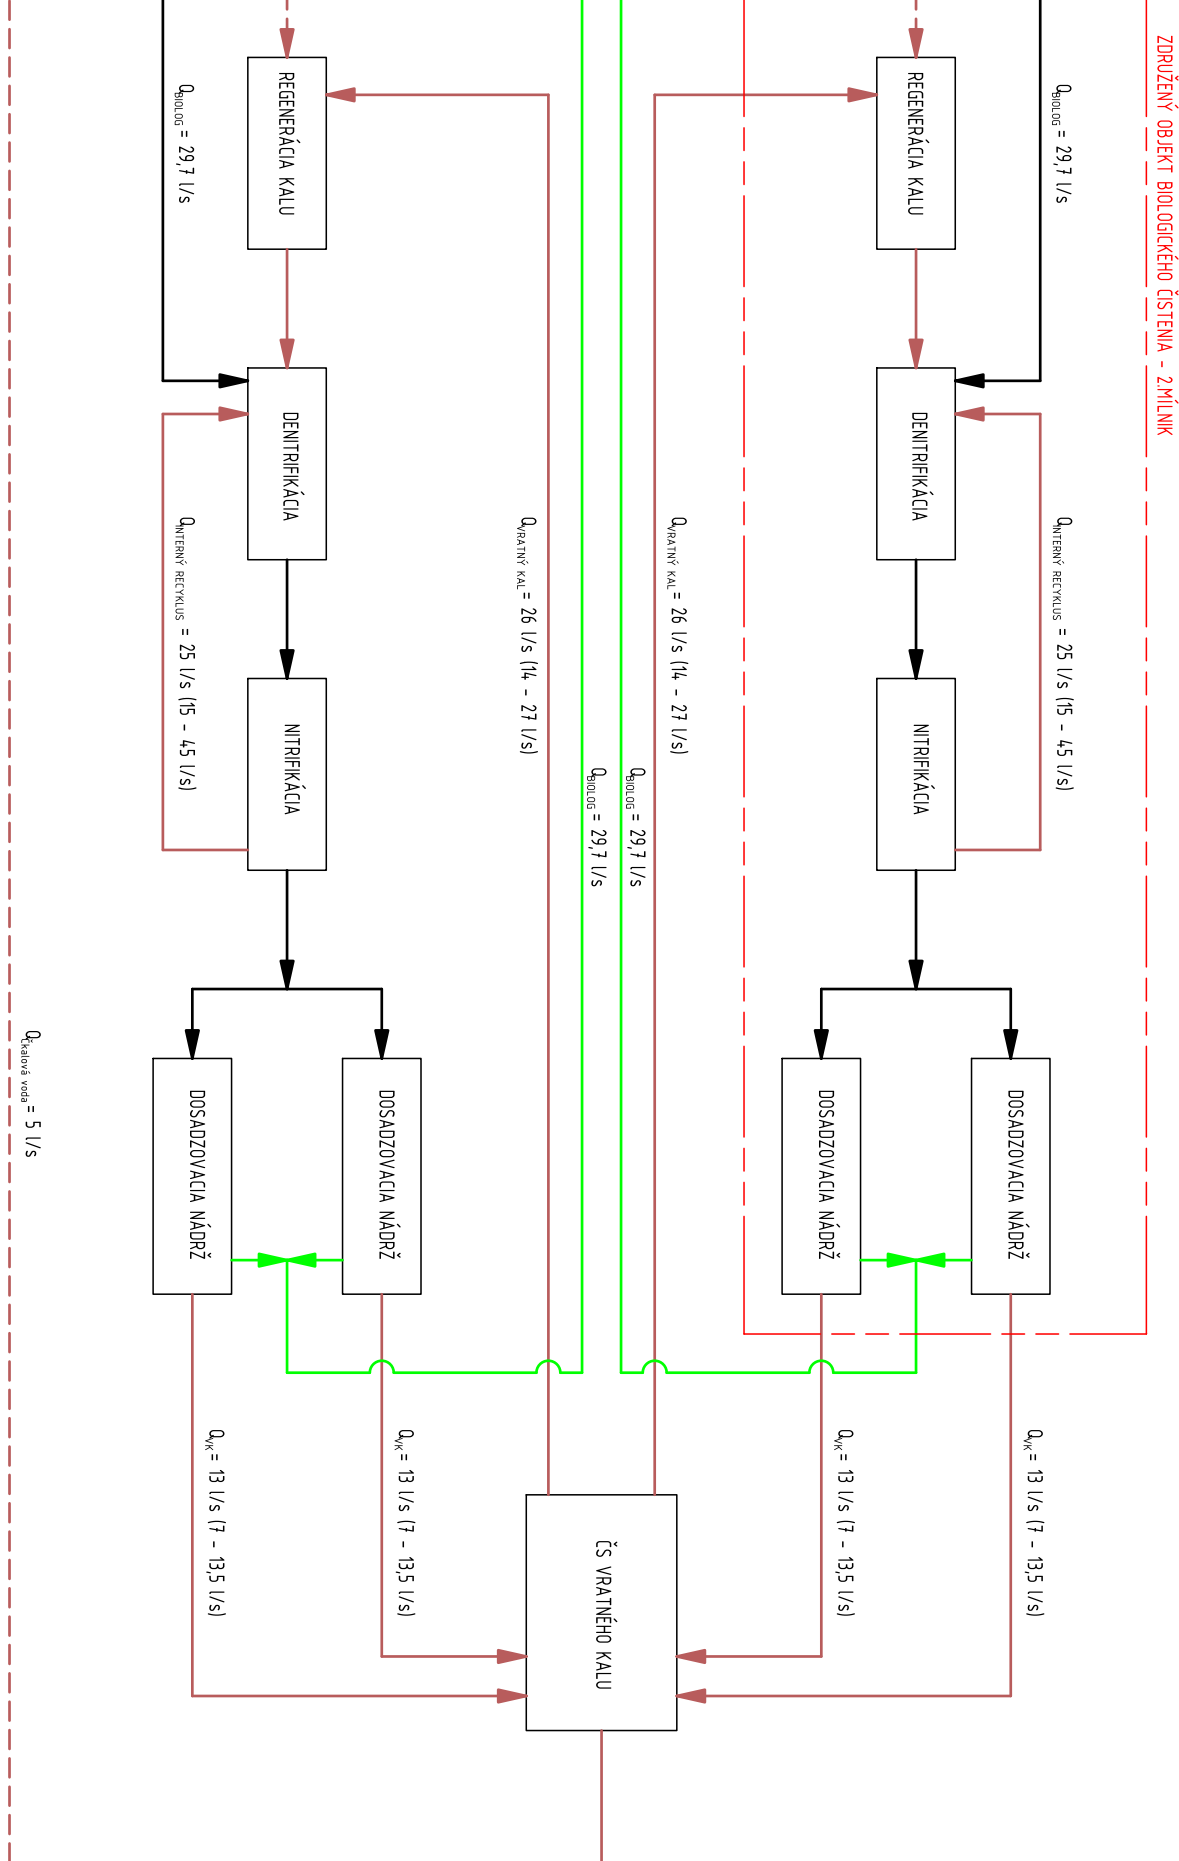 ZDRUŽENÝ OBJEKT BIOLOGICKÉHO ČISTENIA - 2.MÍLNIK
QBIOLOG = 29,7 l/s
QINTERNÝ RECYKLUS = 25 l/s (15 - 45 l/s)
REGENERÁCIA KALU
DENITRIFIKÁCIA
NITRIFIKÁCIA
DOSADZOVACIA NÁDRŽ
QVK = 13 l/s (7 - 13,5 l/s)
DOSADZOVACIA NÁDRŽ
QVK = 13 l/s (7 - 13,5 l/s)
QVRATNÝ KAL = 26 l/s (14 - 27 l/s)
QBIOLOG = 29,7 l/s
QBIOLOG = 29,7 l/s
ČS VRATNÉHO KALU
QVRATNÝ KAL = 26 l/s (14 - 27 l/s)
DOSADZOVACIA NÁDRŽ
QVK = 13 l/s (7 - 13,5 l/s)
REGENERÁCIA KALU
DENITRIFIKÁCIA
NITRIFIKÁCIA
DOSADZOVACIA NÁDRŽ
QVK = 13 l/s (7 - 13,5 l/s)
QBIOLOG = 29,7 l/s
QINTERNÝ RECYKLUS = 25 l/s (15 - 45 l/s)
Qčkalová voda = 5 l/s